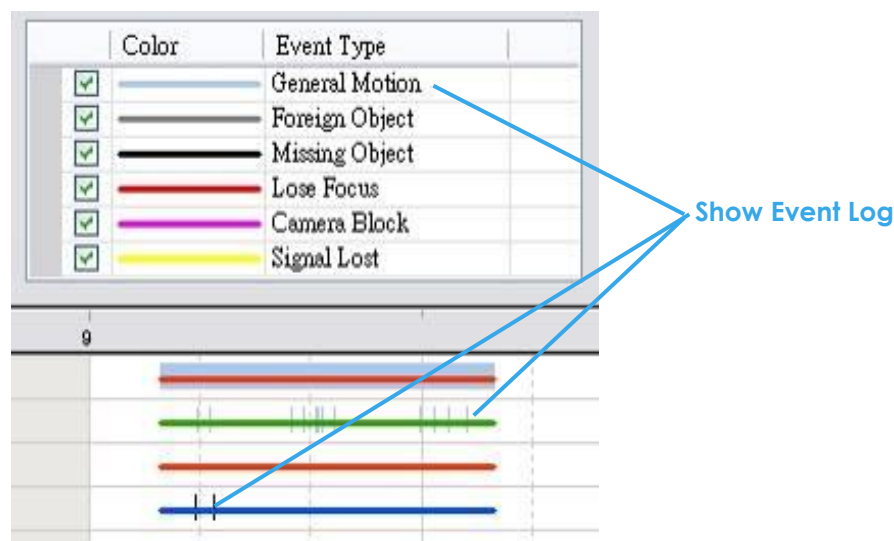 Color Event Type
General Motion
Foreign Object
Missing Object
Lose Focus
Camera Block
Signal Lost
Show Event Log
9